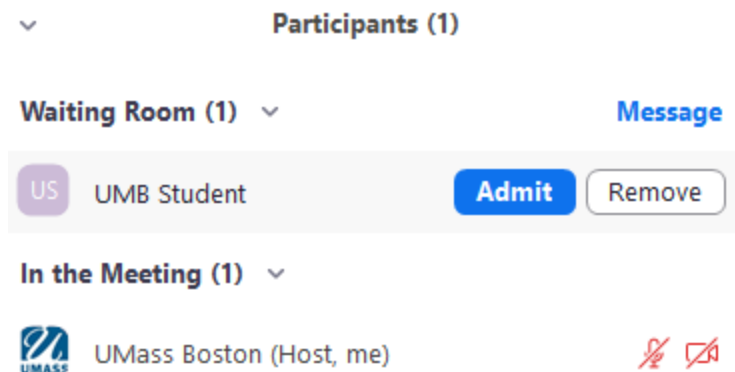 Participants (1)
Waiting Room (1) Message
US UMB Student Admit Remove
In the Meeting (1)
UMASS UMass Boston (Host, me)